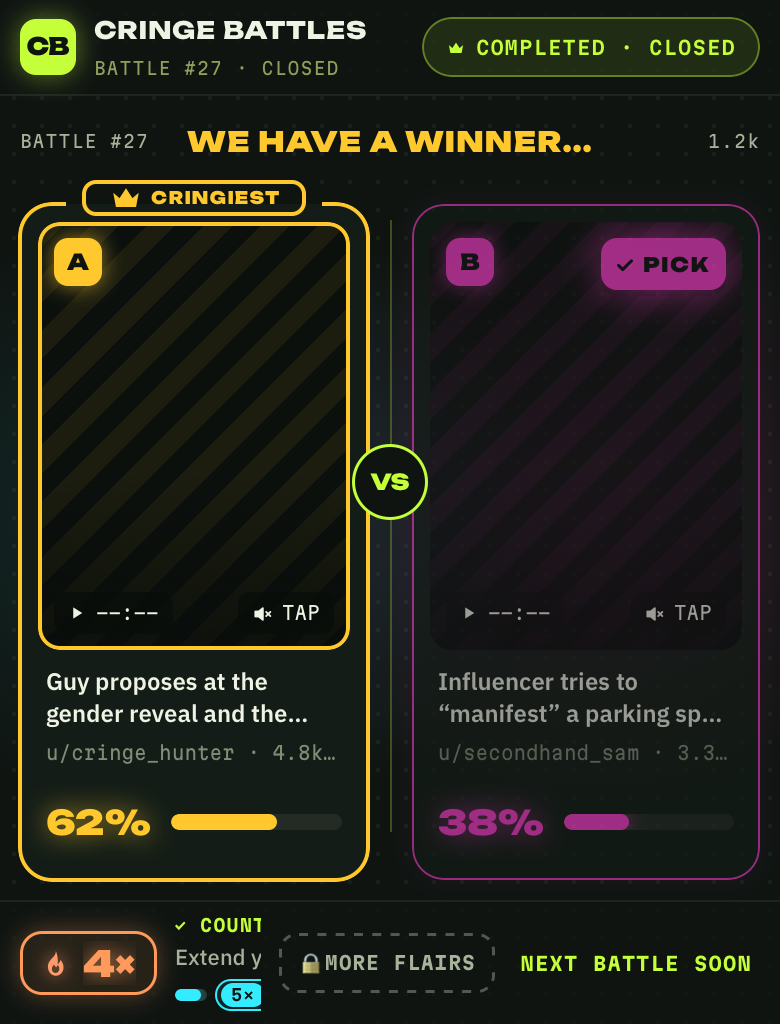 CB
CRINGE BATTLES
BATTLE #27 · CLOSED
COMPLETED · CLOSED
BATTLE #27
WE HAVE A WINNER…
1.2k
CRINGIEST
A
--:--
TAP
Guy proposes at the
gender reveal and the…
u/cringe_hunter · 4.8k…
62%
VS
B
PICK
--:--
TAP
Influencer tries to
“manifest” a parking sp…
u/secondhand_sam · 3.3…
38%
4×
COUNT
Extend y
5×
MORE FLAIRS
NEXT BATTLE SOON